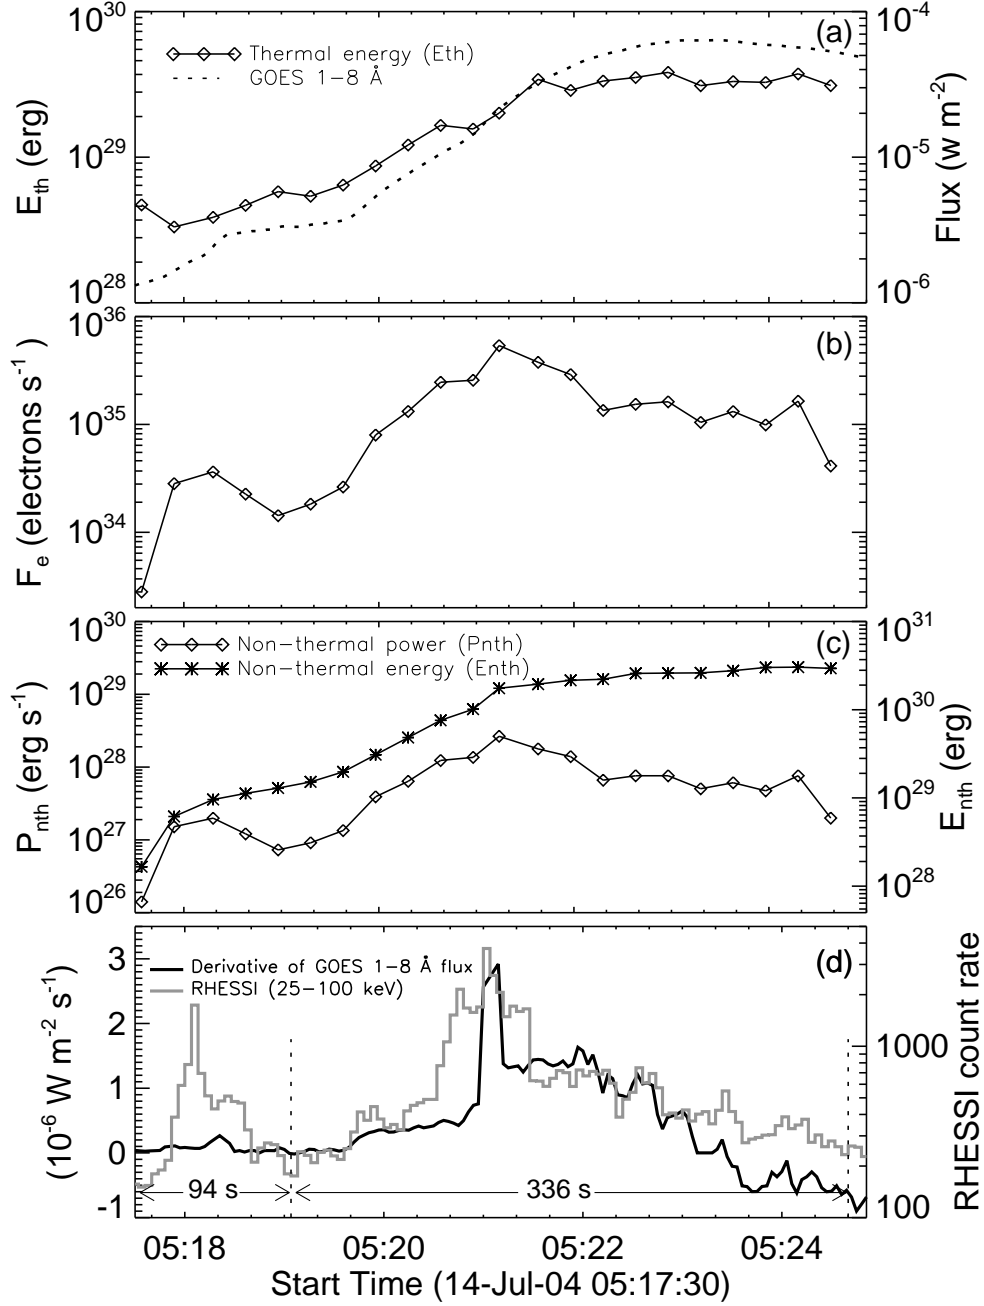 10^30
(a)
10^-4
Thermal energy (Eth)
GOES 1−8 Å
E_th (erg)
10^29
10^-5
Flux (w m^-2)
10^28
10^-6
10^36
(b)
10^35
F_e (electrons s^-1)
10^34
10^30
(c)
10^31
Non−thermal power (Pnth)
Non−thermal energy (Enth)
10^29
10^30
P_nth (erg s^-1)
10^28
10^29
E_nth (erg)
10^27
10^26
10^28
3
(d)
Derivative of GOES 1−8 Å flux
RHESSI (25−100 keV)
2
1000
(10^-6 W m^-2 s^-1)
1
RHESSI count rate
0
94 s
336 s
-1
100
05:18
05:20
05:22
05:24
Start Time (14-Jul-04 05:17:30)